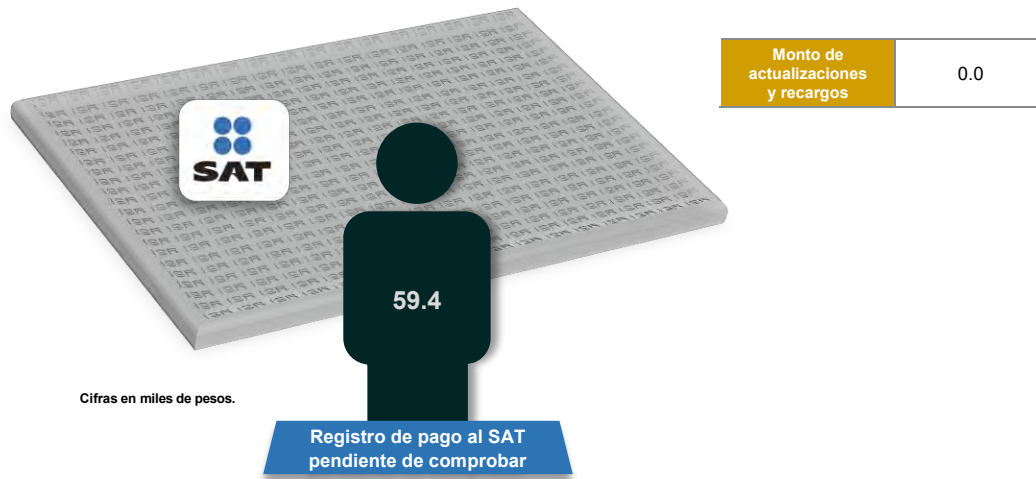 Monto de
actualizaciones
y recargos
0.0
SAT
59.4
Cifras en miles de pesos.
Registro de pago al SAT
pendiente de comprobar